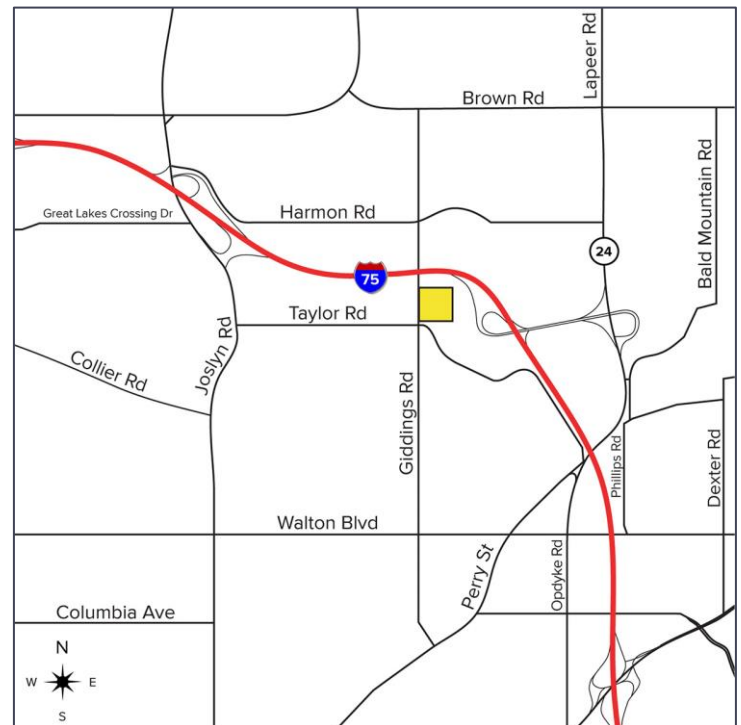 Lapeer Rd
Brown Rd
Bald Mountain Rd
Great Lakes Crossing Dr
Harmon Rd
24
75
Taylor Rd
Joslyn Rd
Collier Rd
Giddings Rd
Phillips Rd
Dexter Rd
Walton Blvd
Perry St
Opdyke Rd
Columbia Ave
N
W E
S